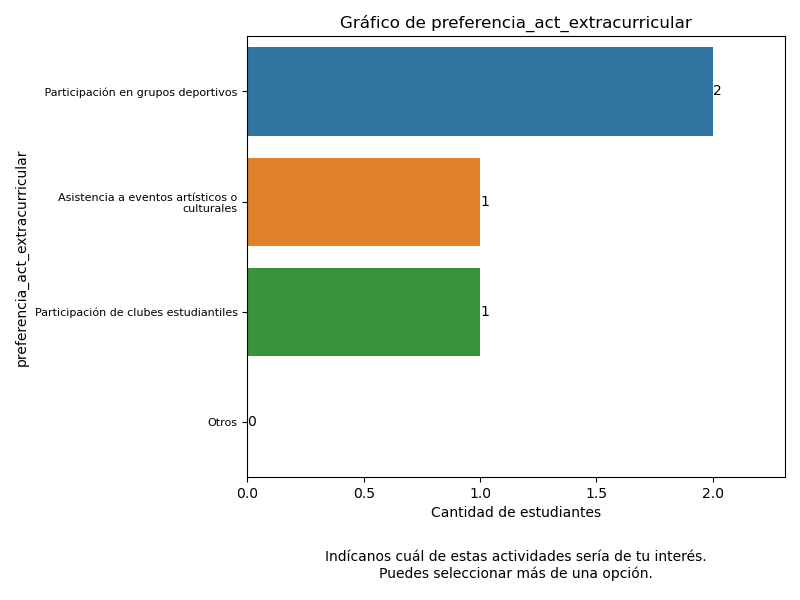 Gráfico de preferencia_act_extracurricular
preferencia_act_extracurricular
Participación en grupos deportivos
2
Asistencia a eventos artísticos o
culturales
1
Participación de clubes estudiantiles
1
Otros
0
0.0 0.5 1.0 1.5 2.0
Cantidad de estudiantes
Indícanos cuál de estas actividades sería de tu interés.
Puedes seleccionar más de una opción.